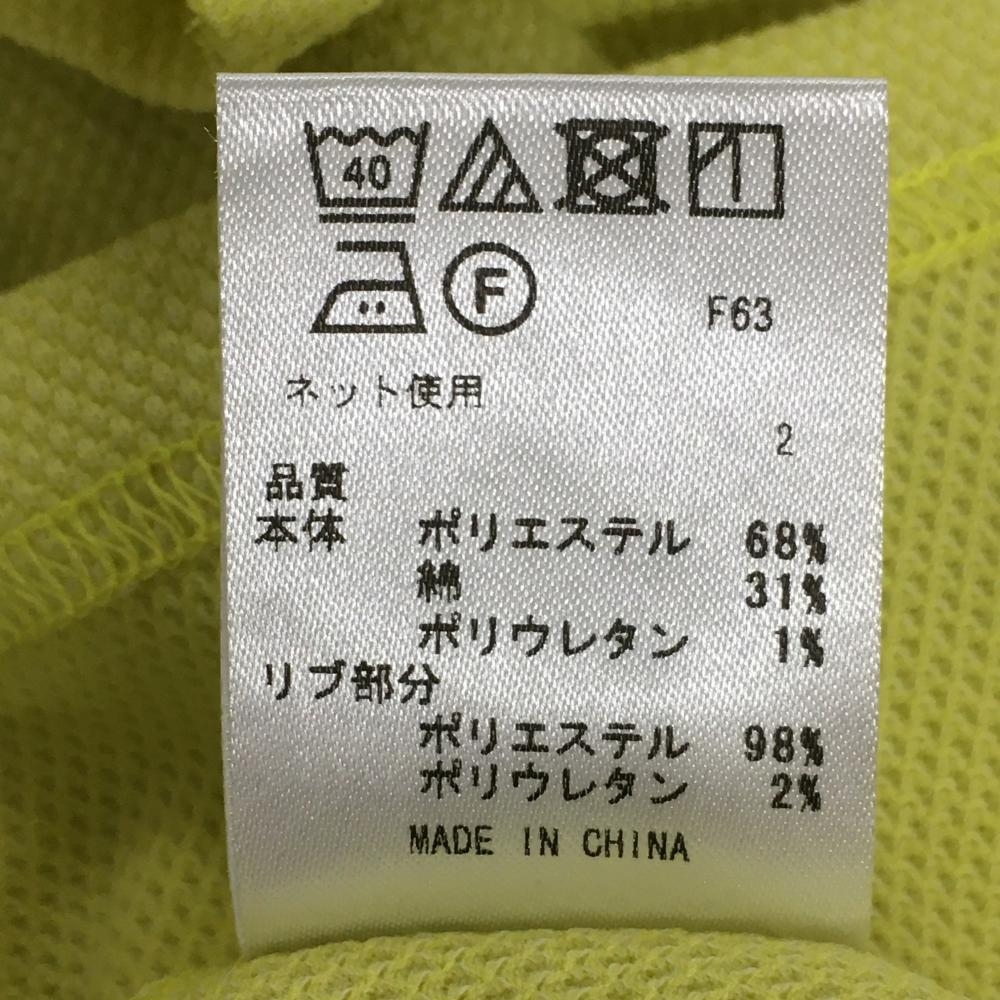 40
F
F63
ネット使用
2
品質
本体 ポリエステル 68%
綿 31%
ポリウレタン 1%
リブ部分
ポリエステル 98%
ポリウレタン 2%
MADE IN CHINA